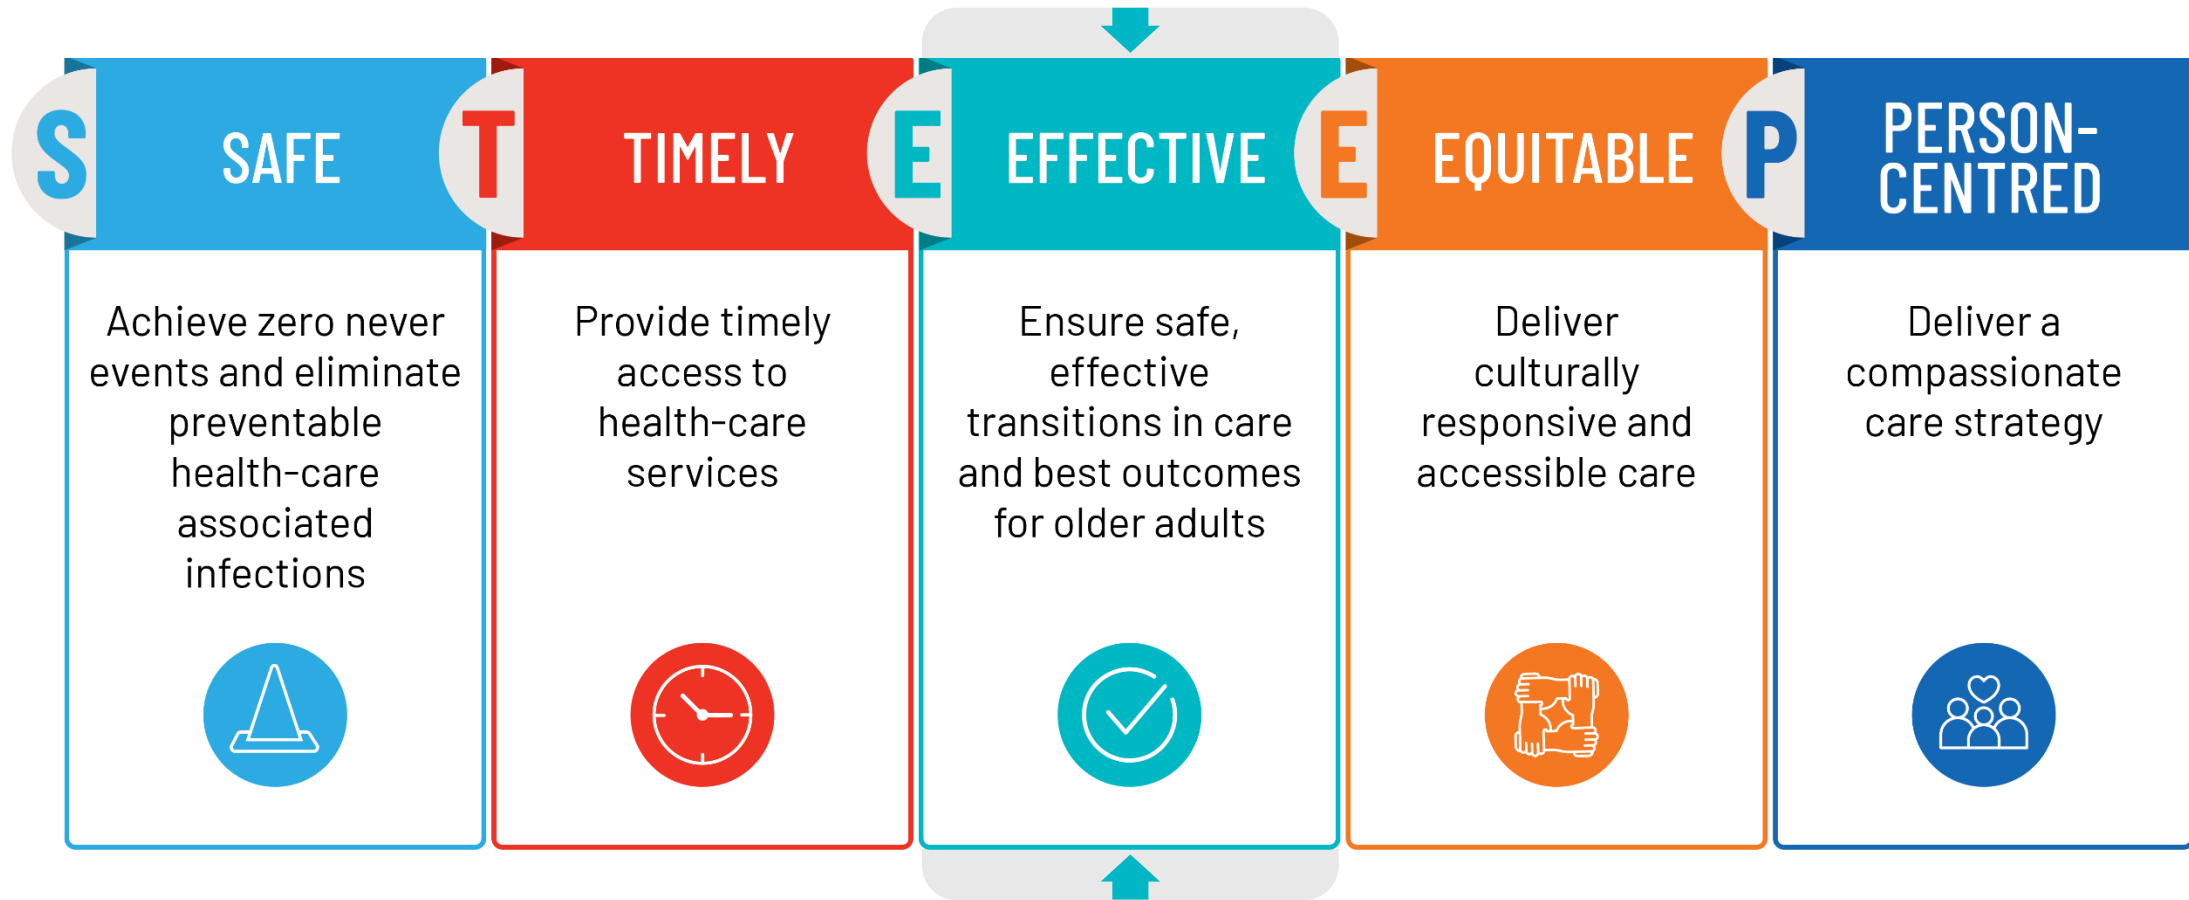 S
SAFE
Achieve zero never
events and eliminate
preventable
health-care
associated
infections
T
TIMELY
Provide timely
access to
health-care
services
E
EFFECTIVE
Ensure safe,
effective
transitions in care
and best outcomes
for older adults
E
EQUITABLE
Deliver
culturally
responsive and
accessible care
P
PERSON-
CENTRED
Deliver a
compassionate
care strategy